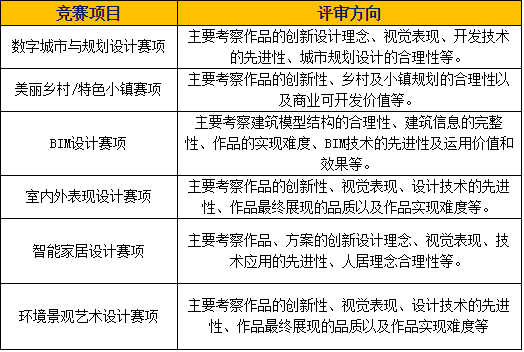 竞赛项目 评审方向
数字城市与规划设计赛项 主要考察作品的创新设计理念、视觉表现、开发技术
的先进性、城市规划设计的合理性等。
美丽乡村/特色小镇赛项 主要考察作品的创新性、乡村及小镇规划的合理性以
及商业可开发价值等。
BIM设计赛项 主要考察建筑模型结构的合理性、建筑信息的完整
性、作品的实现难度、BIM技术的先进性及运用价值和
效果等。
室内外表现设计赛项 主要考察作品的创新性、视觉表现、设计技术的先进
性、作品最终展现的品质以及作品实现难度等。
智能家居设计赛项 主要考察作品、方案的创新设计理念、视觉表现、技
术应用的先进性、人居理念合理性等。
环境景观艺术设计赛项 主要考察作品的创新性、视觉表现、设计技术的先进
性、作品最终展现的品质以及作品实现难度等